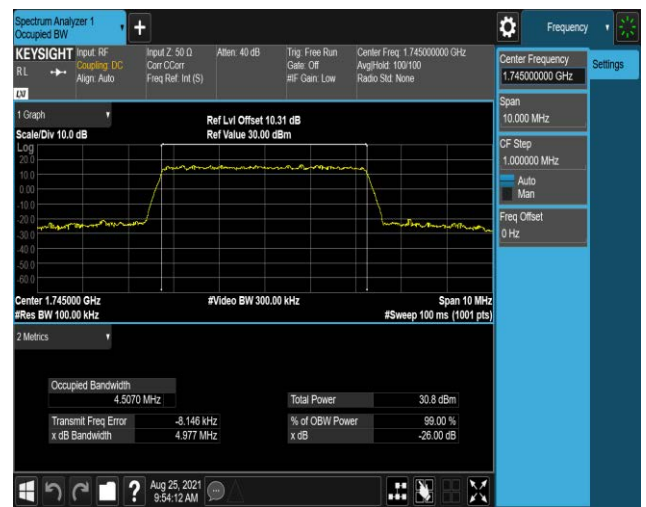 Spectrum Analyzer 1
Occupied BW
+
Frequency
KEYSIGHT
RL
LXI
Input: RF
Coupling: DC
Align: Auto
Input Z: 50 Ω
Corr CCorr
Freq Ref: Int (S)
Atten: 40 dB
Trig: Free Run
Gate: Off
#IF Gain: Low
Center Freq: 1.745000000 GHz
Avg|Hold: 100/100
Radio Std: None
Center Frequency
1.745000000 GHz
Settings
Span
10.000 MHz
CF Step
1.000000 MHz
Auto
Man
Freq Offset
0 Hz
1 Graph
Scale/Div 10.0 dB
Ref Lvl Offset 10.31 dB
Ref Value 30.00 dBm
Log
20.0
10.0
0.00
-10.0
-20.0
-30.0
-40.0
-50.0
-60.0
Center 1.745000 GHz
#Res BW 100.00 kHz
#Video BW 300.00 kHz
Span 10 MHz
#Sweep 100 ms (1001 pts)
2 Metrics
Occupied Bandwidth
4.5070 MHz
Total Power 30.8 dBm
Transmit Freq Error -8.146 kHz
% of OBW Power 99.00 %
x dB Bandwidth 4.977 MHz
x dB -26.00 dB
?
Aug 25, 2021
9:54:12 AM